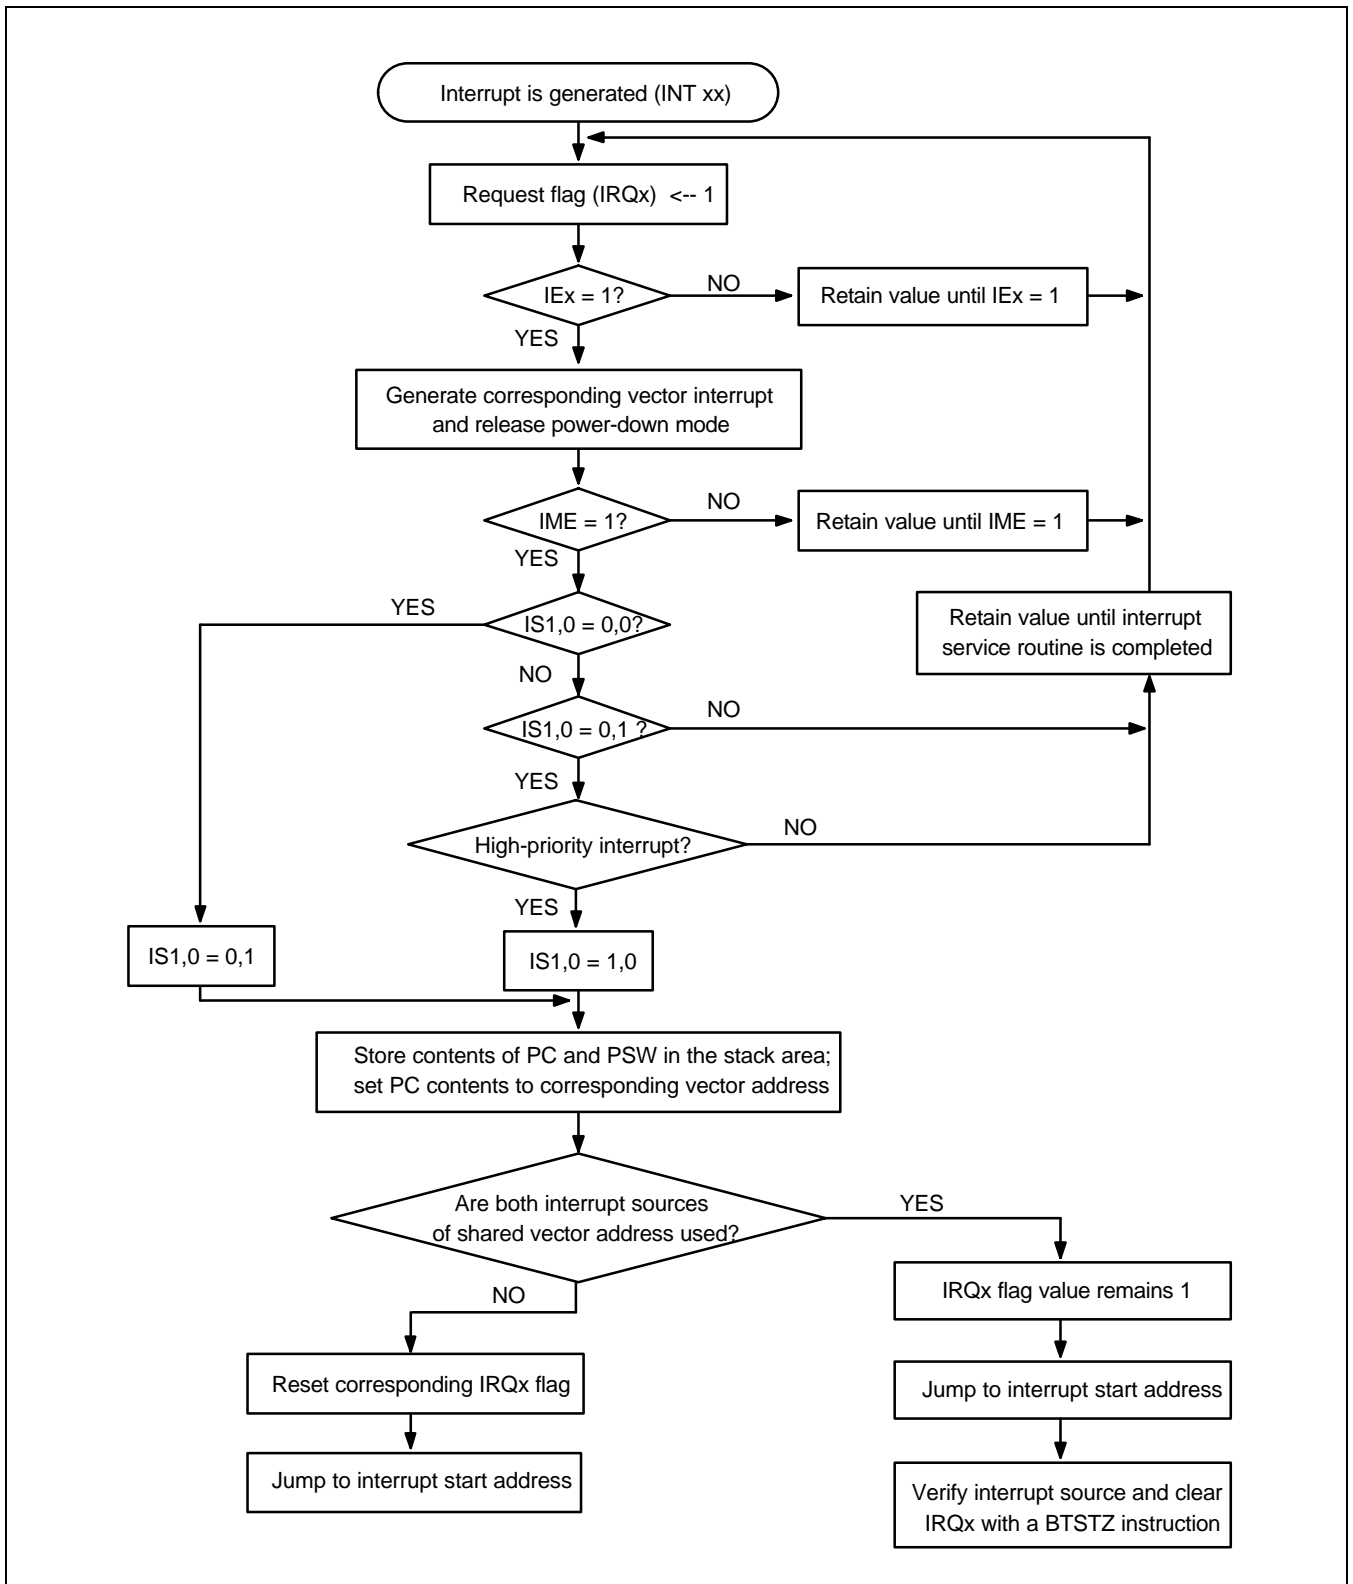 Interrupt is generated (INT xx)
Request flag (IRQx) <-- 1
IEx = 1?
NO
Retain value until IEx = 1
YES
Generate corresponding vector interrupt
and release power-down mode
IME = 1?
NO
Retain value until IME = 1
YES
YES
IS1,0 = 0,0?
Retain value until interrupt
service routine is completed
NO
IS1,0 = 0,1 ?
NO
YES
High-priority interrupt?
NO
YES
IS1,0 = 0,1
IS1,0 = 1,0
Store contents of PC and PSW in the stack area;
set PC contents to corresponding vector address
Are both interrupt sources
of shared vector address used?
YES
NO
IRQx flag value remains 1
Reset corresponding IRQx flag
Jump to interrupt start address
Jump to interrupt start address
Verify interrupt source and clear
IRQx with a BTSTZ instruction